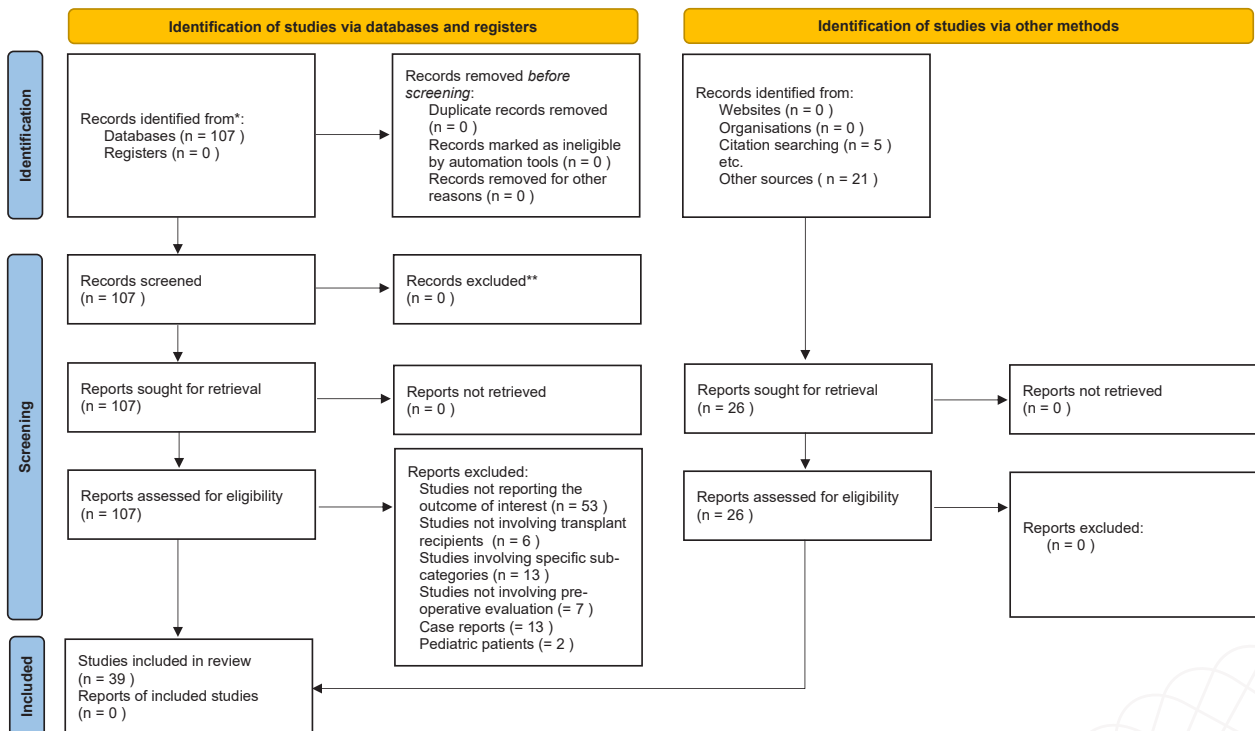 Identification of studies via databases and registers
Identification of studies via other methods
Identification
Records identified from*:
Databases (n = 107 )
Registers (n = 0 )
Records removed before
screening:
Duplicate records removed
(n = 0 )
Records marked as ineligible
by automation tools (n = 0 )
Records removed for other
reasons (n = 0 )
Records identified from:
Websites (n = 0 )
Organisations (n = 0 )
Citation searching (n = 5 )
etc.
Other sources ( n = 21 )
Screening
Records screened
(n = 107 )
Records excluded**
(n = 0 )
Reports sought for retrieval
(n = 107)
Reports not retrieved
(n = 0 )
Reports sought for retrieval
(n = 26 )
Reports not retrieved
(n = 0 )
Reports assessed for eligibility
(n = 107)
Reports excluded:
Studies not reporting the
outcome of interest (n = 53 )
Studies not involving transplant
recipients (n = 6 )
Studies involving specific sub-
categories (n = 13 )
Studies not involving pre-
operative evaluation (= 7 )
Case reports (= 13 )
Pediatric patients (= 2 )
Reports assessed for eligibility
(n = 26 )
Reports excluded:
(n = 0 )
Included
Studies included in review
(n = 39 )
Reports of included studies
(n = 0 )